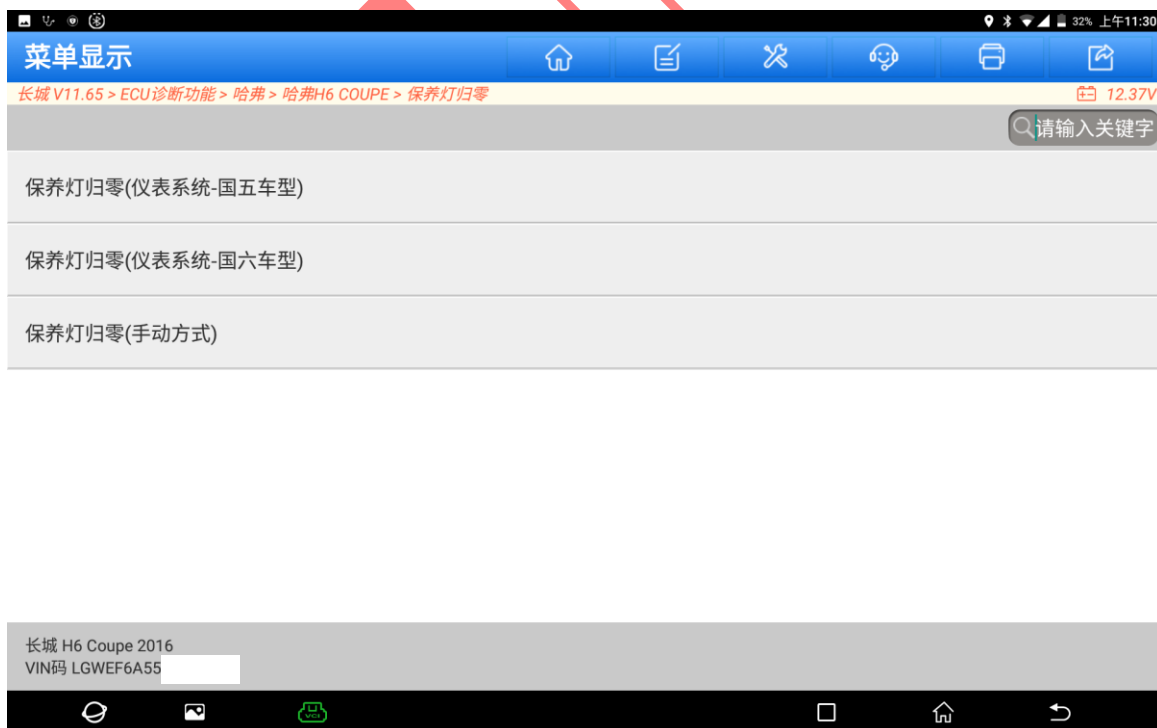 32% 上午11:30
菜单显示
长城 V11.65 > ECU诊断功能 > 哈弗 > 哈弗H6 COUPE > 保养灯归零
12.37V
请输入关键字
保养灯归零(仪表系统-国五车型)
保养灯归零(仪表系统-国六车型)
保养灯归零(手动方式)
长城 H6 Coupe 2016
VIN码 LGWEF6A55
VCI